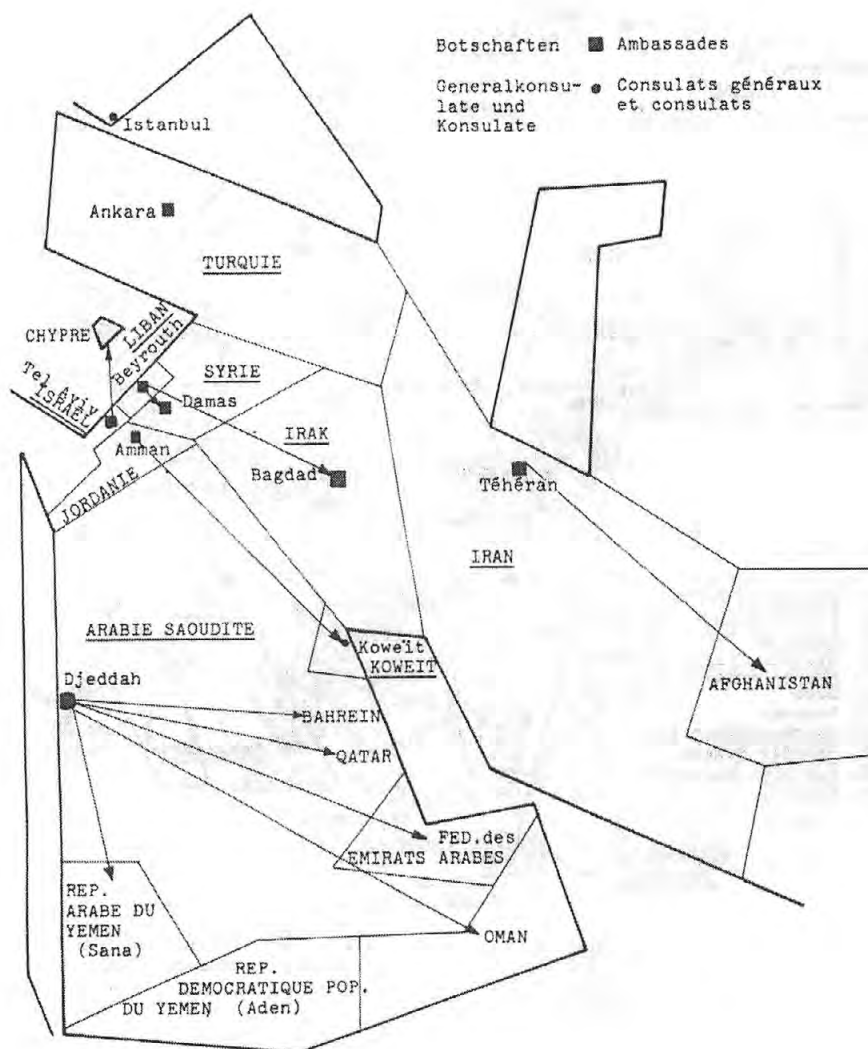 Botschaften ■ Ambassades
Generalkonsu-
late und
Konsulate
● Consulats généraux
et consulats
Istanbul
Ankara
TURQUIE
CHYPRE
LIBAN
Beyrouth
Tel Aviv
ISRAEL
SYRIE
Damas
Amman
JORDANIE
IRAK
Bagdad
Téhéran
IRAN
ARABIE SAOUDITE
Koweït
KOWEIT
AFGHANISTAN
Djeddah
BAHREIN
QATAR
FED.des
EMIRATS ARABES
REP.
ARABE DU
YEMEN
(Sana)
OMAN
REP.
DEMOCRATIQUE POP.
DU YEMEN (Aden)